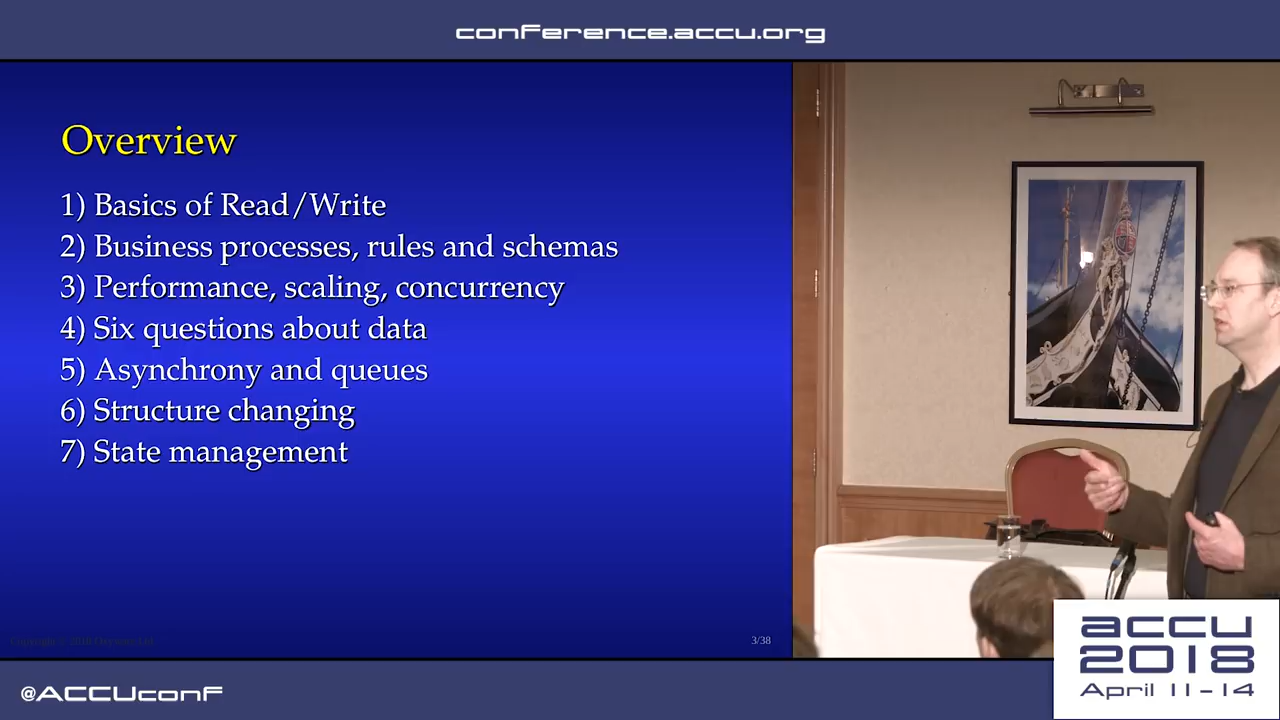 conference.accu.org
Overview
1) Basics of Read/Write
2) Business processes, rules and schemas
3) Performance, scaling, concurrency
4) Six questions about data
5) Asynchrony and queues
6) Structure changing
7) State management
3/38
@ACCUconf
accu
2018
April 11-14